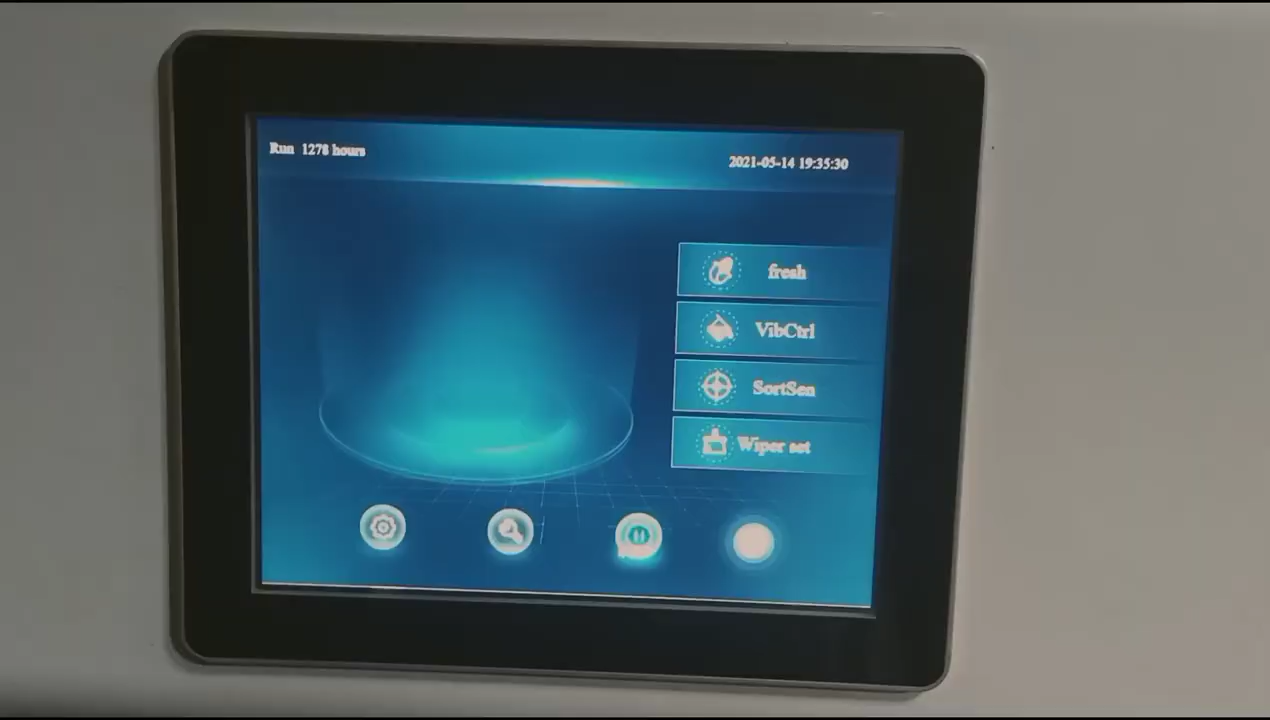 Run 1278 hours
2021-05-14 19:35:30
fresh
VibCtrl
SortSen
Wiper set